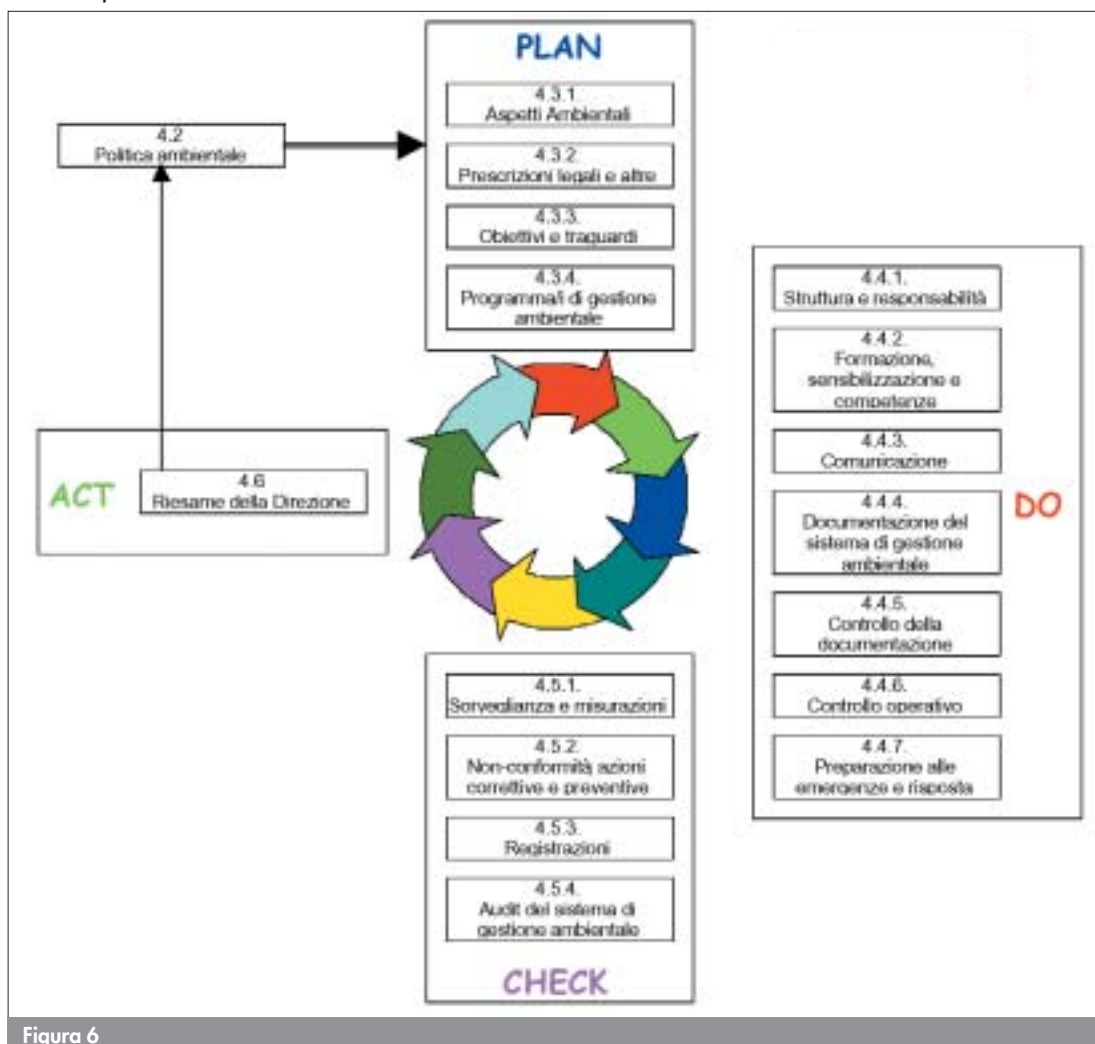 PLAN
4.3.1
Aspetti Ambientali
4.3.2.
Prescrizioni legali e altre
4.3.3.
Obiettivi e traguardi
4.3.4.
Programma/i di gestione
ambientale
4.2
Politica ambientale
ACT
4.6
Riesame della Direzione
4.4.1.
Struttura e responsabilità
4.4.2.
Formazione,
sensibilizzazione e
competenze
4.4.3.
Comunicazione
4.4.4.
Documentazione del
sistema di gestione
ambientale
4.4.5.
Controllo della
documentazione
4.4.6.
Controllo operativo
4.4.7.
Preparazione alle
emergenze e risposta
DO
4.5.1.
Sorveglianza e misurazioni
4.5.2.
Non-conformità, azioni
correttive e preventive
4.5.3.
Registrazioni
4.5.4.
Audit del sistema di
gestione ambientale
CHECK
Figura 6